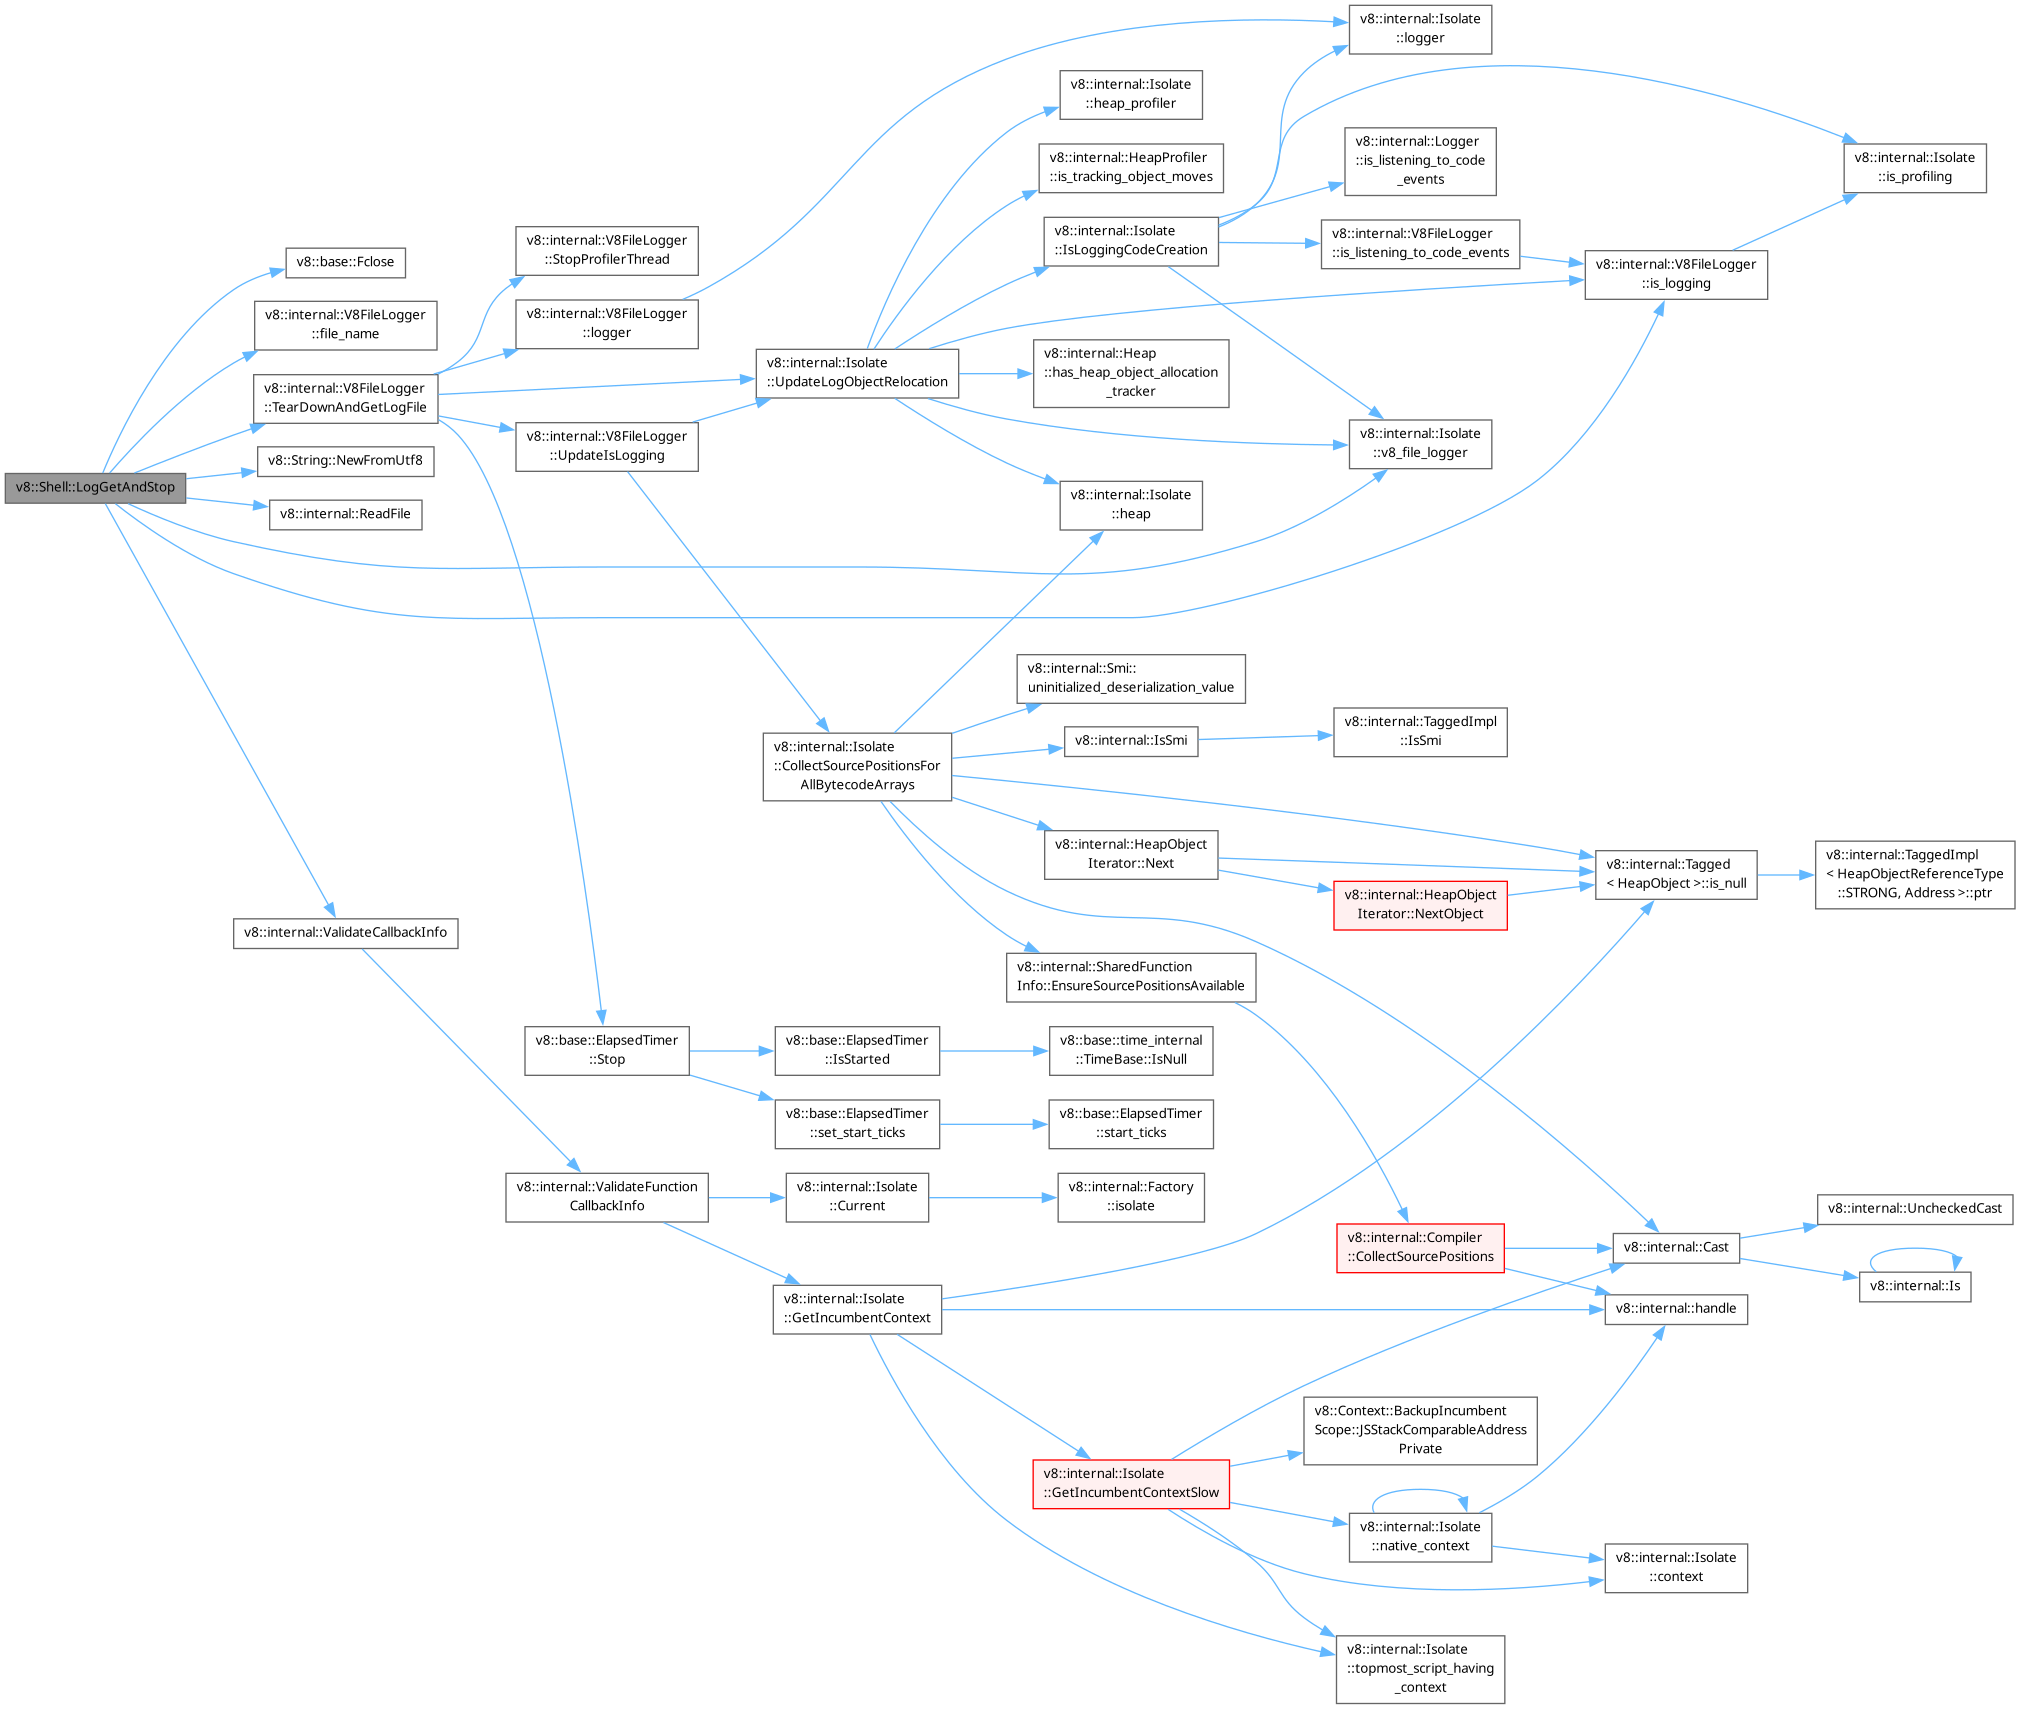 v8::Shell::LogGetAndStop
v8::base::Fclose
v8::internal::V8FileLogger
::file_name
v8::internal::V8FileLogger
::TearDownAndGetLogFile
v8::String::NewFromUtf8
v8::internal::ReadFile
v8::internal::ValidateCallbackInfo
v8::internal::V8FileLogger
::StopProfilerThread
v8::internal::V8FileLogger
::logger
v8::internal::V8FileLogger
::UpdateIsLogging
v8::base::ElapsedTimer
::Stop
v8::internal::ValidateFunction
CallbackInfo
v8::internal::Isolate
::UpdateLogObjectRelocation
v8::internal::Isolate
::CollectSourcePositionsFor
AllBytecodeArrays
v8::base::ElapsedTimer
::IsStarted
v8::base::ElapsedTimer
::set_start_ticks
v8::internal::Isolate
::Current
v8::internal::Isolate
::GetIncumbentContext
v8::internal::Isolate
::heap_profiler
v8::internal::HeapProfiler
::is_tracking_object_moves
v8::internal::Isolate
::IsLoggingCodeCreation
v8::internal::Heap
::has_heap_object_allocation
_tracker
v8::internal::Isolate
::heap
v8::internal::Smi::
uninitialized_deserialization_value
v8::internal::IsSmi
v8::internal::HeapObject
Iterator::Next
v8::internal::SharedFunction
Info::EnsureSourcePositionsAvailable
v8::base::time_internal
::TimeBase::IsNull
v8::base::ElapsedTimer
::start_ticks
v8::internal::Factory
::isolate
v8::internal::Isolate
::GetIncumbentContextSlow
v8::internal::Isolate
::logger
v8::internal::Logger
::is_listening_to_code
_events
v8::internal::V8FileLogger
::is_listening_to_code_events
v8::internal::Isolate
::v8_file_logger
v8::internal::TaggedImpl
::IsSmi
v8::internal::HeapObject
Iterator::NextObject
v8::internal::Compiler
::CollectSourcePositions
v8::Context::BackupIncumbent
Scope::JSStackComparableAddress
Private
v8::internal::Isolate
::native_context
v8::internal::Isolate
::topmost_script_having
_context
v8::internal::V8FileLogger
::is_logging
v8::internal::Tagged
< HeapObject >::is_null
v8::internal::Cast
v8::internal::handle
v8::internal::Isolate
::context
v8::internal::Isolate
::is_profiling
v8::internal::TaggedImpl
< HeapObjectReferenceType
::STRONG, Address >::ptr
v8::internal::UncheckedCast
v8::internal::Is